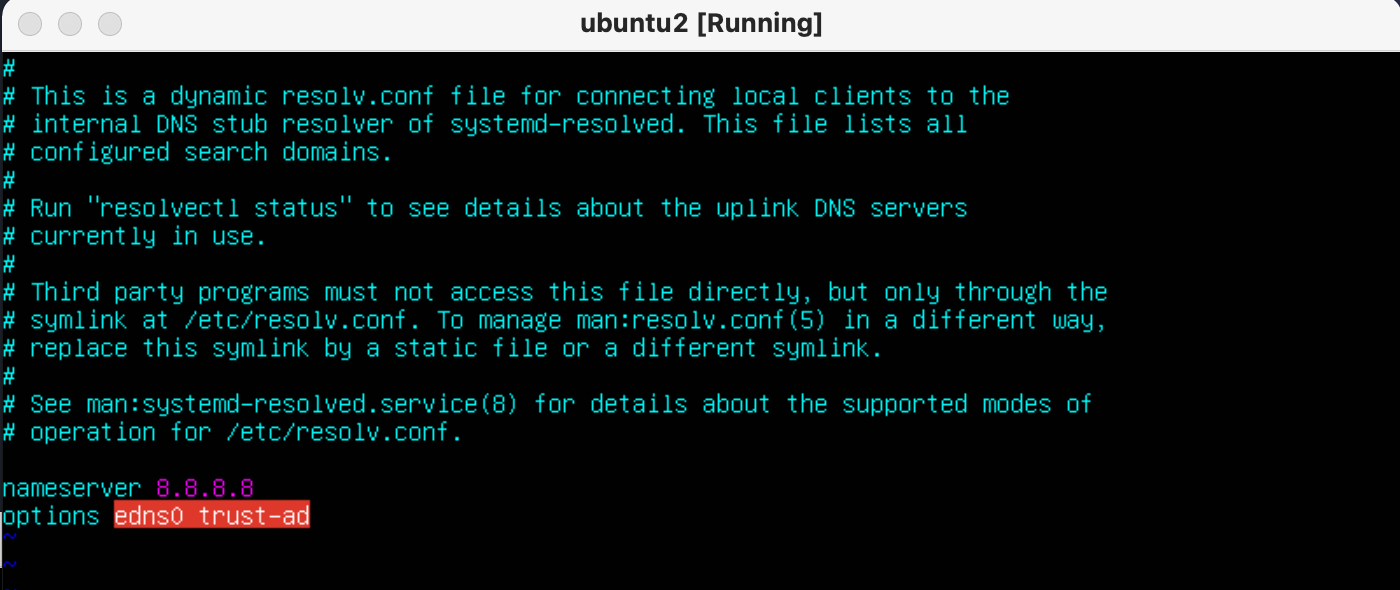 ubuntu2 [Running]
#
# This is a dynamic resolv.conf file for connecting local clients to the
# internal DNS stub resolver of systemd-resolved. This file lists all
# configured search domains.
#
# Run "resolvectl status" to see details about the uplink DNS servers
# currently in use.
#
# Third party programs must not access this file directly, but only through the
# symlink at /etc/resolv.conf. To manage man:resolv.conf(5) in a different way,
# replace this symlink by a static file or a different symlink.
#
# See man:systemd-resolved.service(8) for details about the supported modes of
# operation for /etc/resolv.conf.

nameserver 8.8.8.8
options edns0 trust-ad
~
~